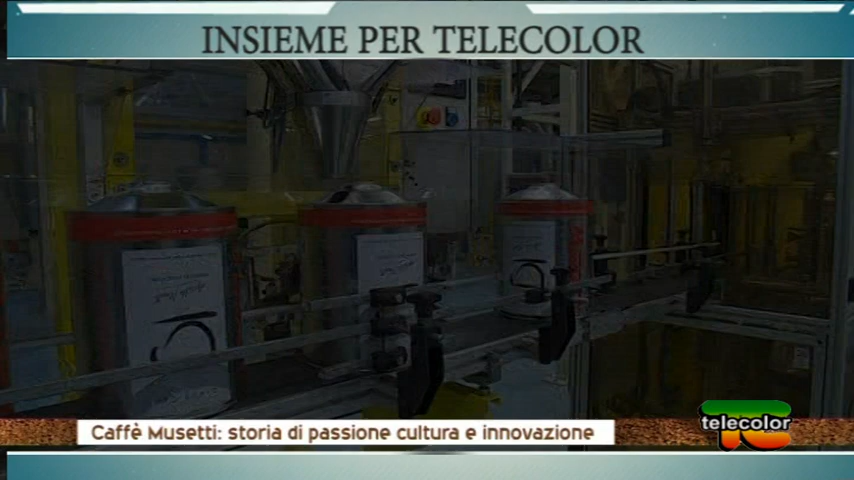 INSIEME PER TELECOLOR
Caffè Musetti: storia di passione cultura e innovazione
telecolor